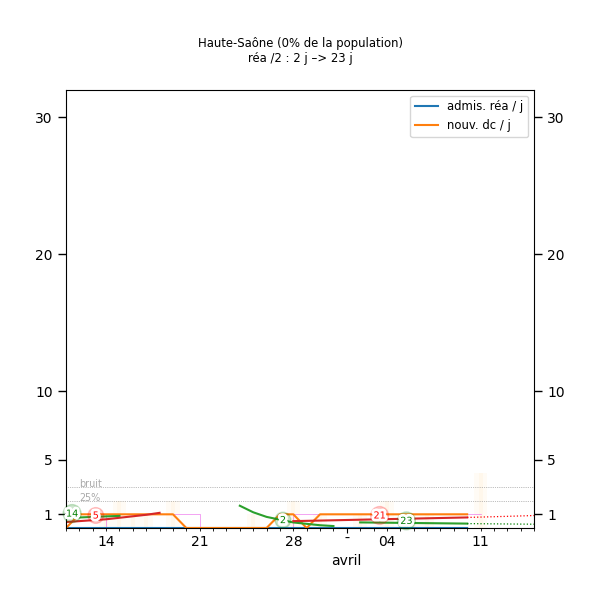 Haute-Saône (0% de la population)
réa /2 : 2 j –> 23 j
admis. réa / j
nouv. dc / j
30 30
20 20
10 10
5 5
bruit
25%
1 1
14 5 2 21 23
14 21 28 - 04 11
avril